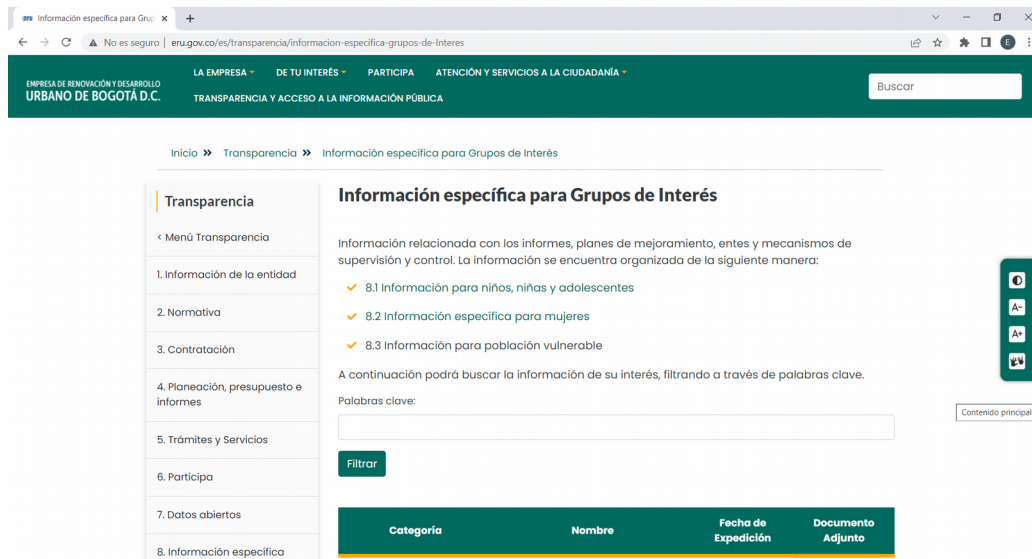 Información específica para Grup
No es seguro | eru.gov.co/es/transparencia/informacion-especifica-grupos-de-Interes
E
EMPRESA DE RENOVACIÓN Y DESARROLLO
URBANO DE BOGOTÁ D.C.
LA EMPRESA DE TU INTERÉS PARTICIPA ATENCIÓN Y SERVICIOS A LA CIUDADANÍA
TRANSPARENCIA Y ACCESO A LA INFORMACIÓN PÚBLICA
Buscar
Inicio » Transparencia » Información específica para Grupos de Interés
Transparencia
< Menú Transparencia
1. Información de la entidad
2. Normativa
3. Contratación
4. Planeación, presupuesto e
informes
5. Trámites y Servicios
6. Participa
7. Datos abiertos
8. Información específica
Información específica para Grupos de Interés
Información relacionada con los informes, planes de mejoramiento, entes y mecanismos de
supervisión y control. La información se encuentra organizada de la siguiente manera:
8.1 Información para niños, niñas y adolescentes
8.2 Información específica para mujeres
8.3 Información para población vulnerable
A continuación podrá buscar la información de su interés, filtrando a través de palabras clave.
Palabras clave:
Filtrar
Categoría Nombre Fecha de Expedición Documento Adjunto
A-
A+
Contenido principal